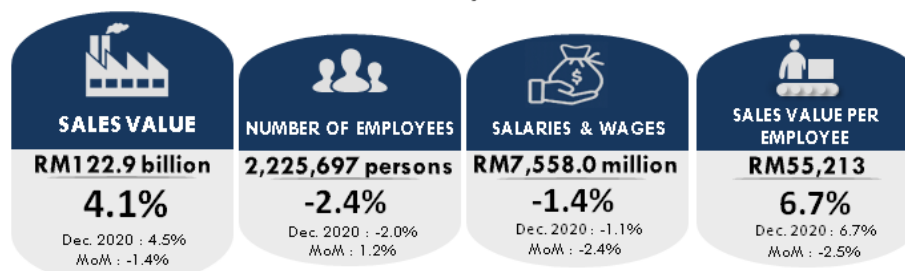 SALES VALUE
RM122.9 billion
4.1%
Dec. 2020 : 4.5%
MoM : -1.4%
NUMBER OF EMPLOYEES
2,225,697 persons
-2.4%
Dec. 2020 : -2.0%
MoM : 1.2%
$
SALARIES & WAGES
RM7,558.0 million
-1.4%
Dec. 2020 : -1.1%
MoM : -2.4%
SALES VALUE PER
EMPLOYEE
RM55,213
6.7%
Dec. 2020 : 6.7%
MoM : -2.5%